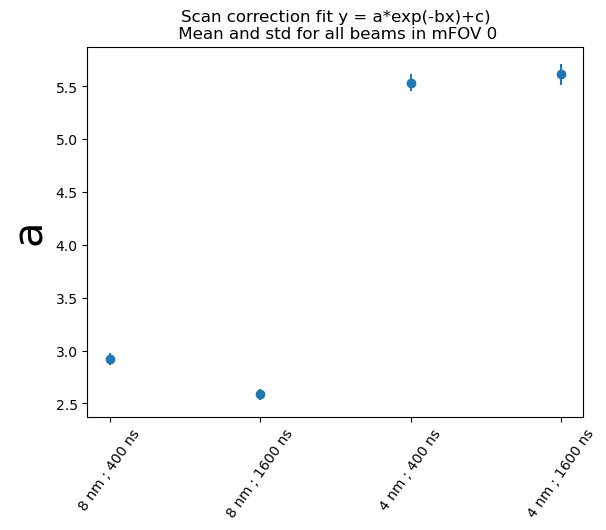 Scan correction fit y = a*exp(-bx)+c)
Mean and std for all beams in mFOV 0
a
5.5
5.0
4.5
4.0
3.5
3.0
2.5
8 nm ; 400 ns
8 nm ; 1600 ns
4 nm ; 400 ns
4 nm ; 1600 ns